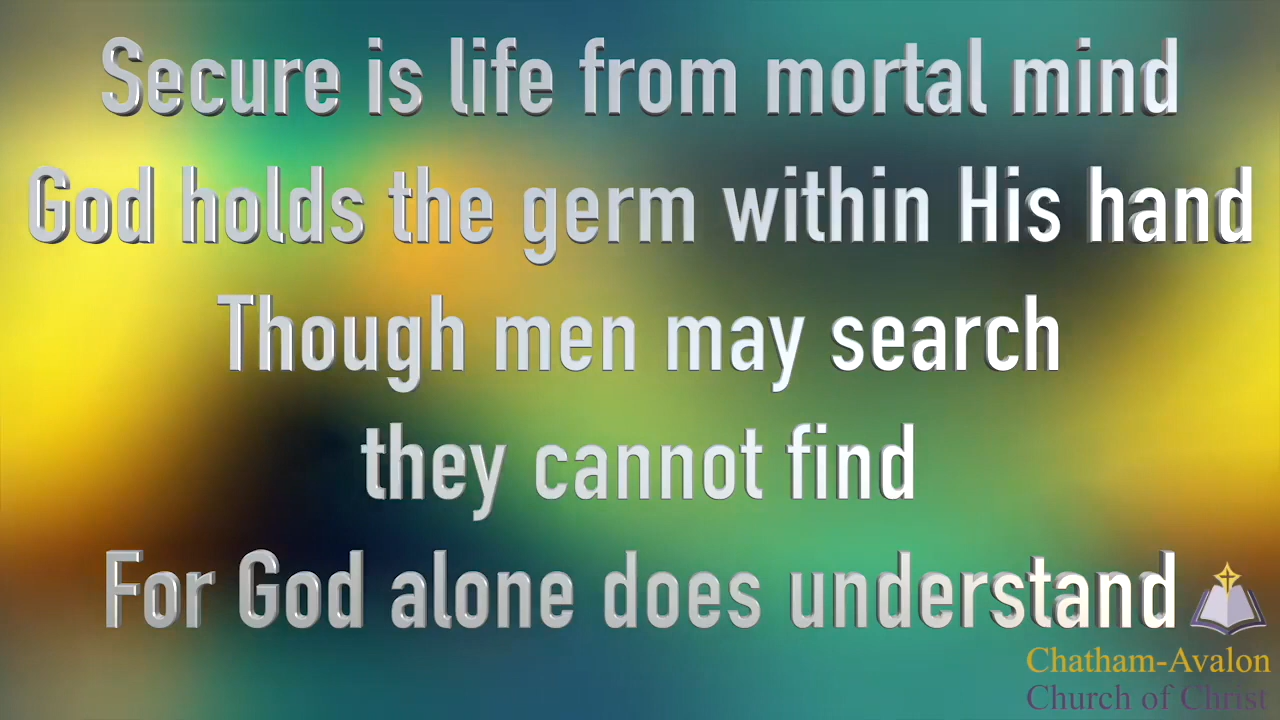 Secure is life from mortal mind
God holds the germ within His hand
Though men may search
they cannot find
For God alone does understand
Chatham-Avalon
Church of Christ